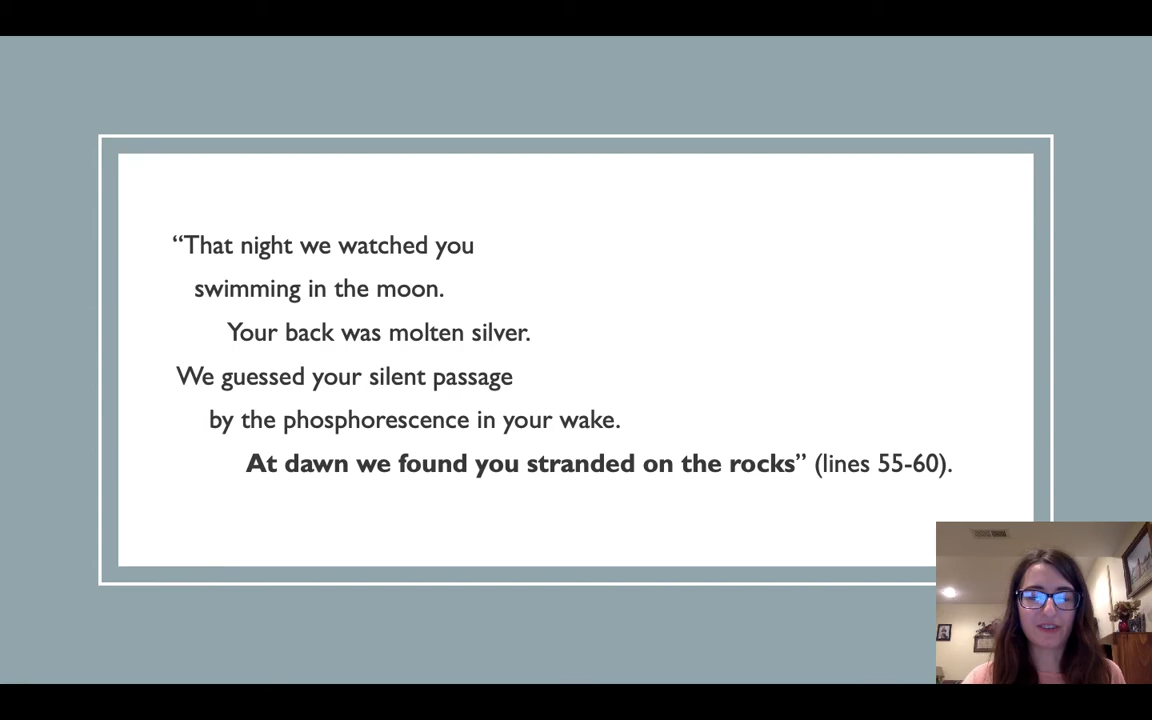 “That night we watched you
swimming in the moon.
Your back was molten silver.
We guessed your silent passage
by the phosphorescence in your wake.
At dawn we found you stranded on the rocks” (lines 55-60).